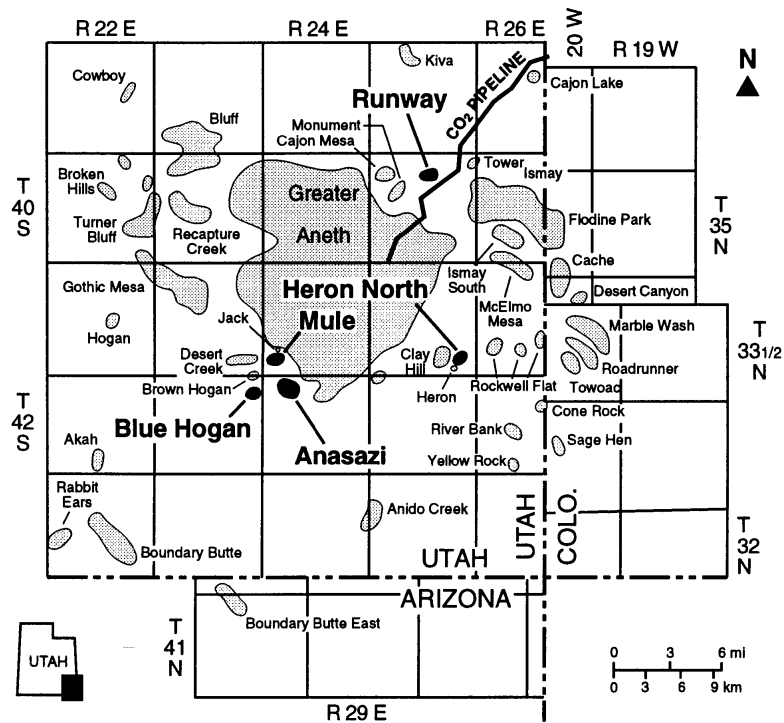 R 22 E
R 24 E
R 26 E
20 W
R 19 W
N
Cowboy
Kiva
CO₂ PIPELINE
Cajon Lake
Bluff
Runway
Monument
Cajon Mesa
Tower
Ismay
T
40
S
Broken
Hills
Turner
Bluff
Recapture
Creek
Greater
Aneth
Flodine Park
T
35
N
Ismay
South
Cache
Gothic Mesa
Heron North
McElmo
Mesa
Desert Canyon
Jack
Mule
Marble Wash
Hogan
Desert
Creek
Clay
Hill
T
33 1/2
N
Brown Hogan
Heron
Rockwell Flat
Roadrunner
Towoac
T
42
S
Blue Hogan
Anasazi
Cone Rock
River Bank
Sage Hen
Akah
Yellow Rock
Rabbit
Ears
Anido Creek
UTAH
COLO.
Boundary Butte
UTAH
T
32
N
ARIZONA
Boundary Butte East
T
41
N
UTAH
0 3 6 mi
0 3 6 9 km
R 29 E